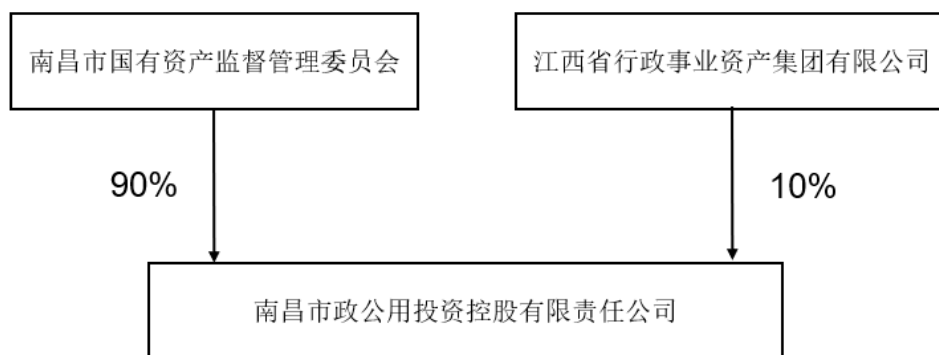 南昌市国有资产监督管理委员会
江西省行政事业资产集团有限公司
90%
10%
南昌市政公用投资控股有限责任公司